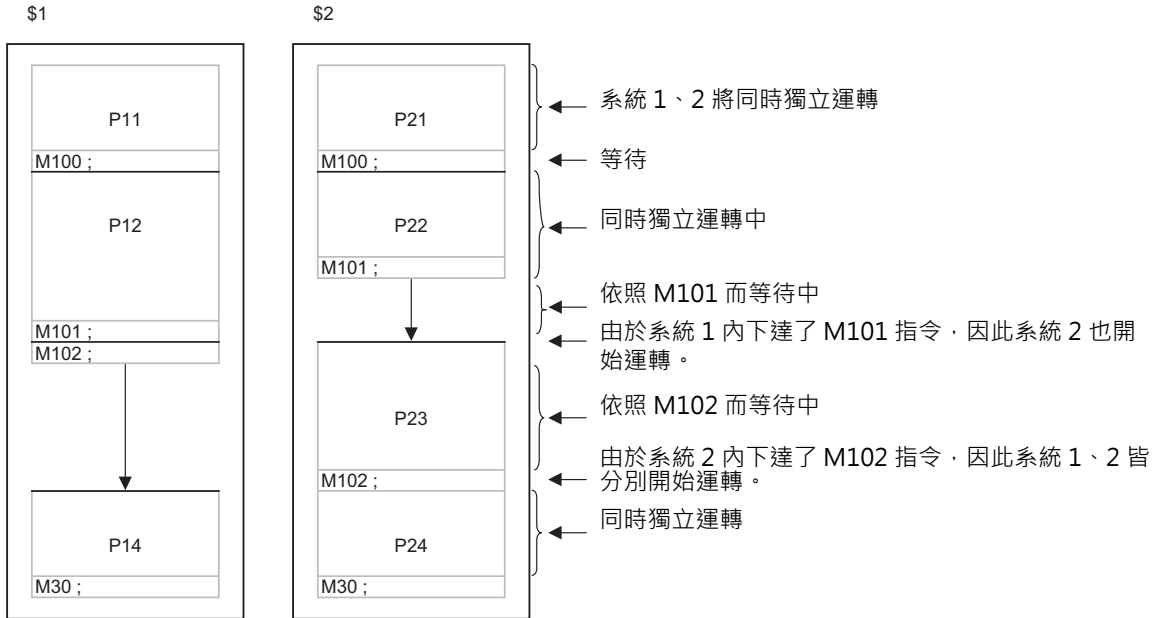 $1
$2
P11
M100 ;
P12
M101 ;
M102 ;
P14
M30 ;
P21
M100 ;
P22
M101 ;
P23
M102 ;
P24
M30 ;
系統 1、2 將同時獨立運轉
等待
同時獨立運轉中
依照 M101 而等待中
由於系統 1 內下達了 M101 指令，因此系統 2 也開
始運轉。
依照 M102 而等待中
由於系統 2 內下達了 M102 指令，因此系統 1、2 皆
分別開始運轉。
同時獨立運轉